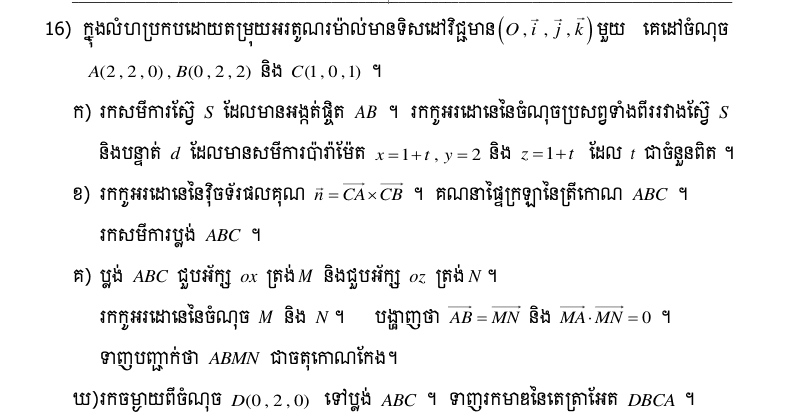 16) ក្នុងលំហប្រកបដោយតម្រុយអរតូណរម៉ាល់មានទិសដៅវិជ្ជមាន (O , i⃗ , j⃗ , k⃗) មួយ គេដៅចំណុច
A(2 , 2 , 0) , B(0 , 2 , 2) និង C(1 , 0 , 1) ។
ក) រកសមីការស្វ៊ែ S ដែលមានអង្កត់ផ្ចិត AB ។ រកកូអរដោនេនៃចំណុចប្រសព្វទាំងពីររវាងស្វ៊ែ S
និងបន្ទាត់ d ដែលមានសមីការប៉ារ៉ាម៉ែត x = 1 + t , y = 2 និង z = 1 + t ដែល t ជាចំនួនពិត ។
ខ) រកកូអរដោនេនៃវ៉ិចទ័រផលគុណ n⃗ = CA⃗ × CB⃗ ។ គណនាផ្ទៃក្រឡានៃត្រីកោណ ABC ។
រកសមីការប្លង់ ABC ។
គ) ប្លង់ ABC ជួបអ័ក្ស ox ត្រង់ M និងជួបអ័ក្ស oz ត្រង់ N ។
រកកូអរដោនេនៃចំណុច M និង N ។ បង្ហាញថា AB⃗ = MN⃗ និង MA⃗ · MN⃗ = 0 ។
ទាញបញ្ជាក់ថា ABMN ជាចតុកោណកែង។
ឃ)រកចម្ងាយពីចំណុច D(0 , 2 , 0) ទៅប្លង់ ABC ។ ទាញរកមាឌនៃតេត្រាអែត DBCA ។